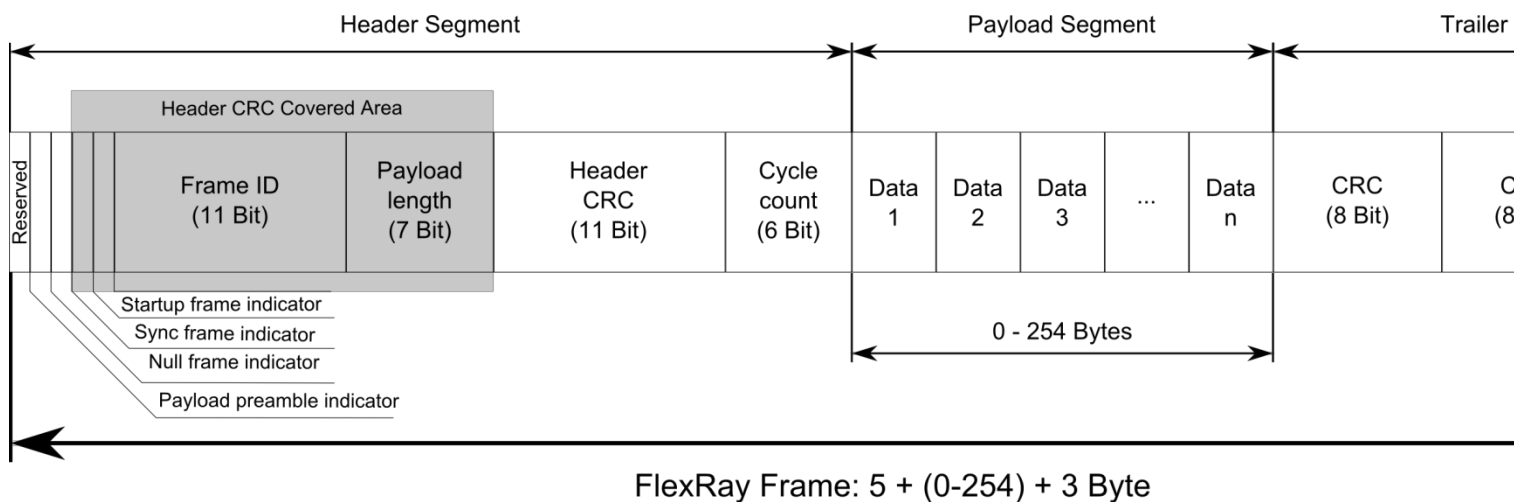 Header Segment
Payload Segment
Trailer
Header CRC Covered Area
Reserved
Frame ID
(11 Bit)
Payload
length
(7 Bit)
Header
CRC
(11 Bit)
Cycle
count
(6 Bit)
Data
1
Data
2
Data
3
...
Data
n
CRC
(8 Bit)
C
(8
Startup frame indicator
Sync frame indicator
Null frame indicator
Payload preamble indicator
0 - 254 Bytes
FlexRay Frame: 5 + (0-254) + 3 Byte